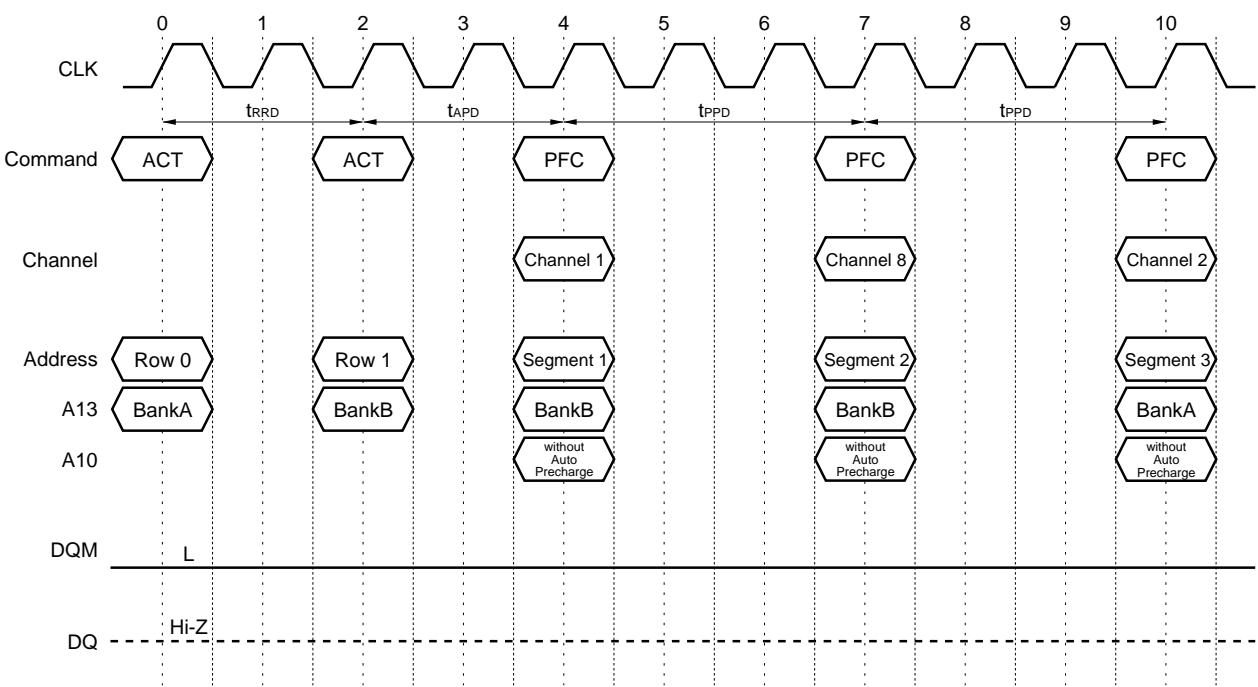 0 1 2 3 4 5 6 7 8 9 10
CLK
tRRD tAPD tPPD tPPD
Command ACT ACT PFC PFC PFC
Channel Channel 1 Channel 8 Channel 2
Address Row 0 Row 1 Segment 1 Segment 2 Segment 3
A13 BankA BankB BankB BankB BankA
A10
without
Auto
Precharge
without
Auto
Precharge
without
Auto
Precharge
DQM L
DQ Hi-Z